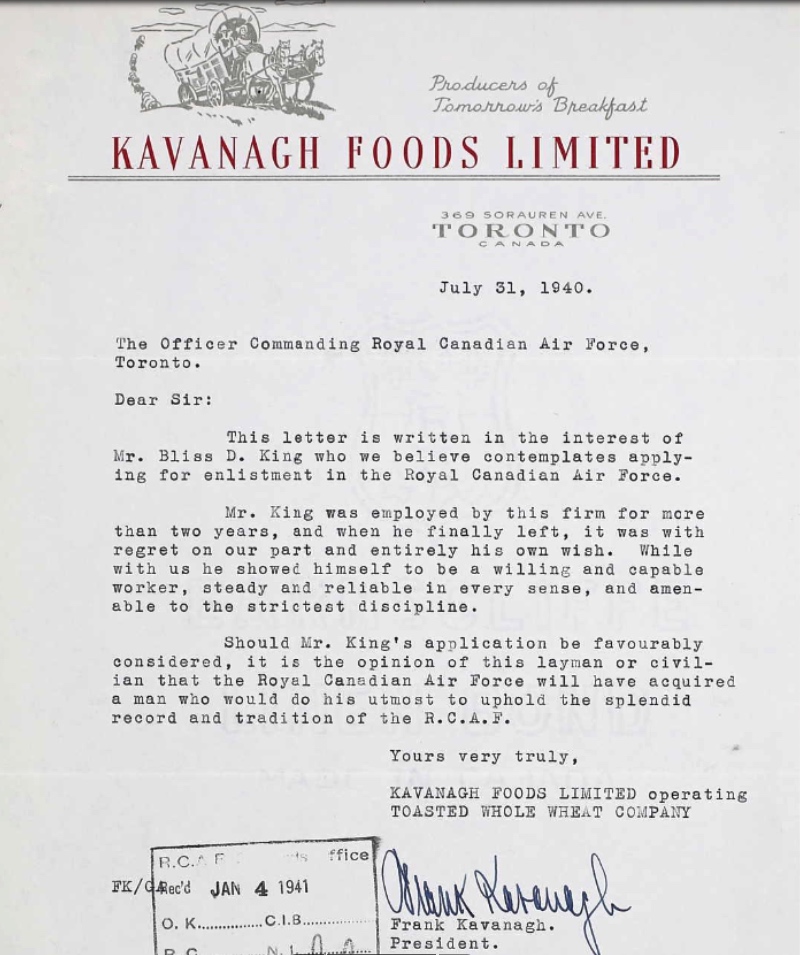 Producers of
Tomorrow's Breakfast
KAVANAGH FOODS LIMITED
369 SORAUREN AVE.
TORONTO
CANADA
July 31, 1940.
The Officer Commanding Royal Canadian Air Force,
Toronto.
Dear Sir:
This letter is written in the interest of
Mr. Bliss D. King who we believe contemplates apply-
ing for enlistment in the Royal Canadian Air Force.
Mr. King was employed by this firm for more
than two years, and when he finally left, it was with
regret on our part and entirely his own wish. While
with us he showed himself to be a willing and capable
worker, steady and reliable in every sense, and amen-
able to the strictest discipline.
Should Mr. King's application be favourably
considered, it is the opinion of this layman or civil-
ian that the Royal Canadian Air Force will have acquired
a man who would do his utmost to uphold the splendid
record and tradition of the R.C.A.F.
Yours very truly,
KAVANAGH FOODS LIMITED operating
TOASTED WHOLE WHEAT COMPANY
R.C.A.F. ffice
FK/G Rec'd JAN 4 1941
O. K...............C.I.B...............
Frank Kavanagh
Frank Kavanagh.
President.